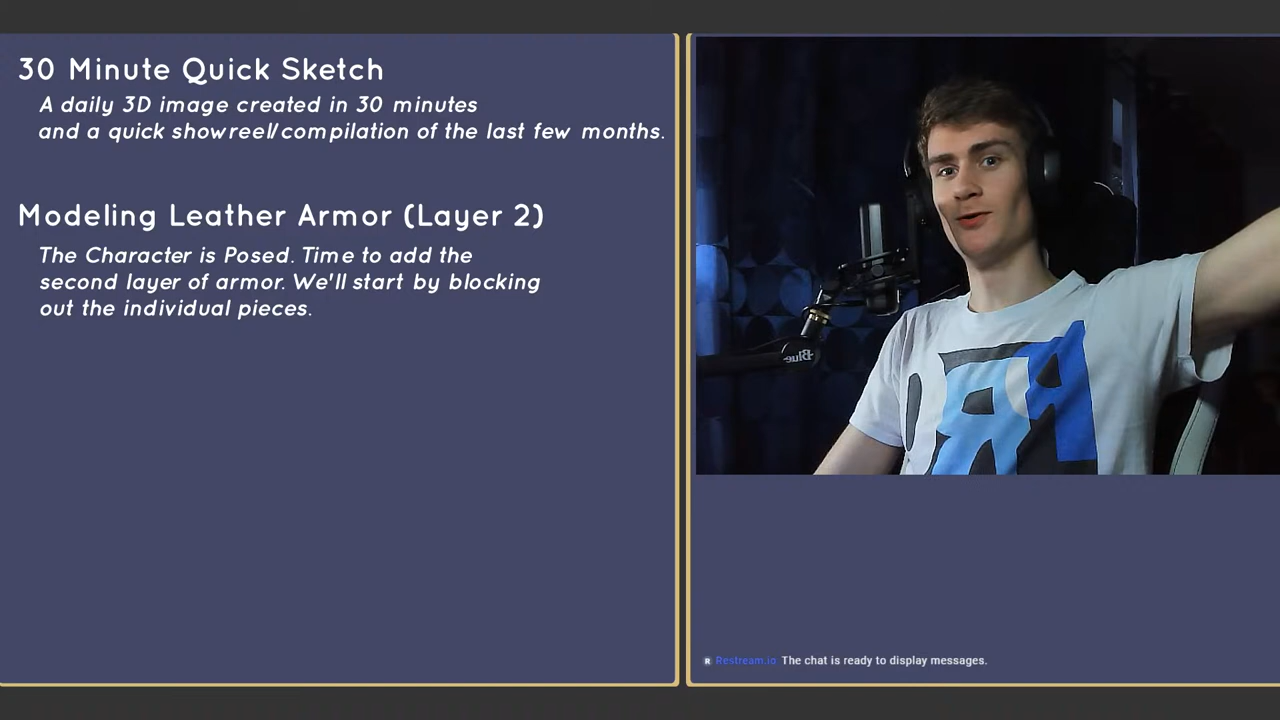 30 Minute Quick Sketch
A daily 3D image created in 30 minutes
and a quick showreel/compilation of the last few months.
Modeling Leather Armor (Layer 2)
The Character is Posed. Time to add the
second layer of armor. We'll start by blocking
out the individual pieces.
Blue
R Restream.io The chat is ready to display messages.